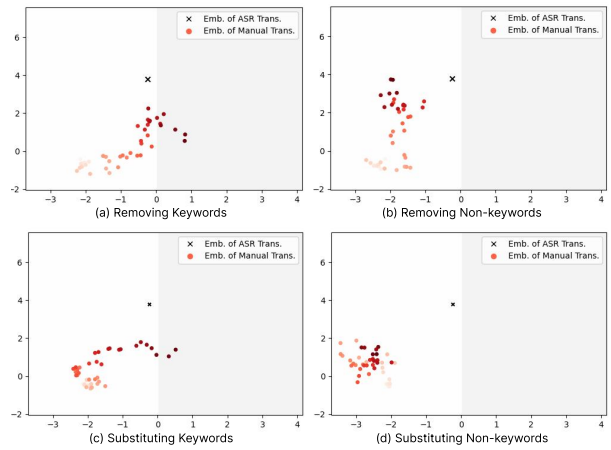 × Emb. of ASR Trans.
● Emb. of Manual Trans.
6
4
2
0
−2
−3 −2 −1 0 1 2 3 4
(a) Removing Keywords
× Emb. of ASR Trans.
● Emb. of Manual Trans.
6
4
2
0
−2
−3 −2 −1 0 1 2 3 4
(b) Removing Non-keywords
× Emb. of ASR Trans.
● Emb. of Manual Trans.
6
4
2
0
−2
−3 −2 −1 0 1 2 3 4
(c) Substituting Keywords
× Emb. of ASR Trans.
● Emb. of Manual Trans.
6
4
2
0
−2
−3 −2 −1 0 1 2 3 4
(d) Substituting Non-keywords